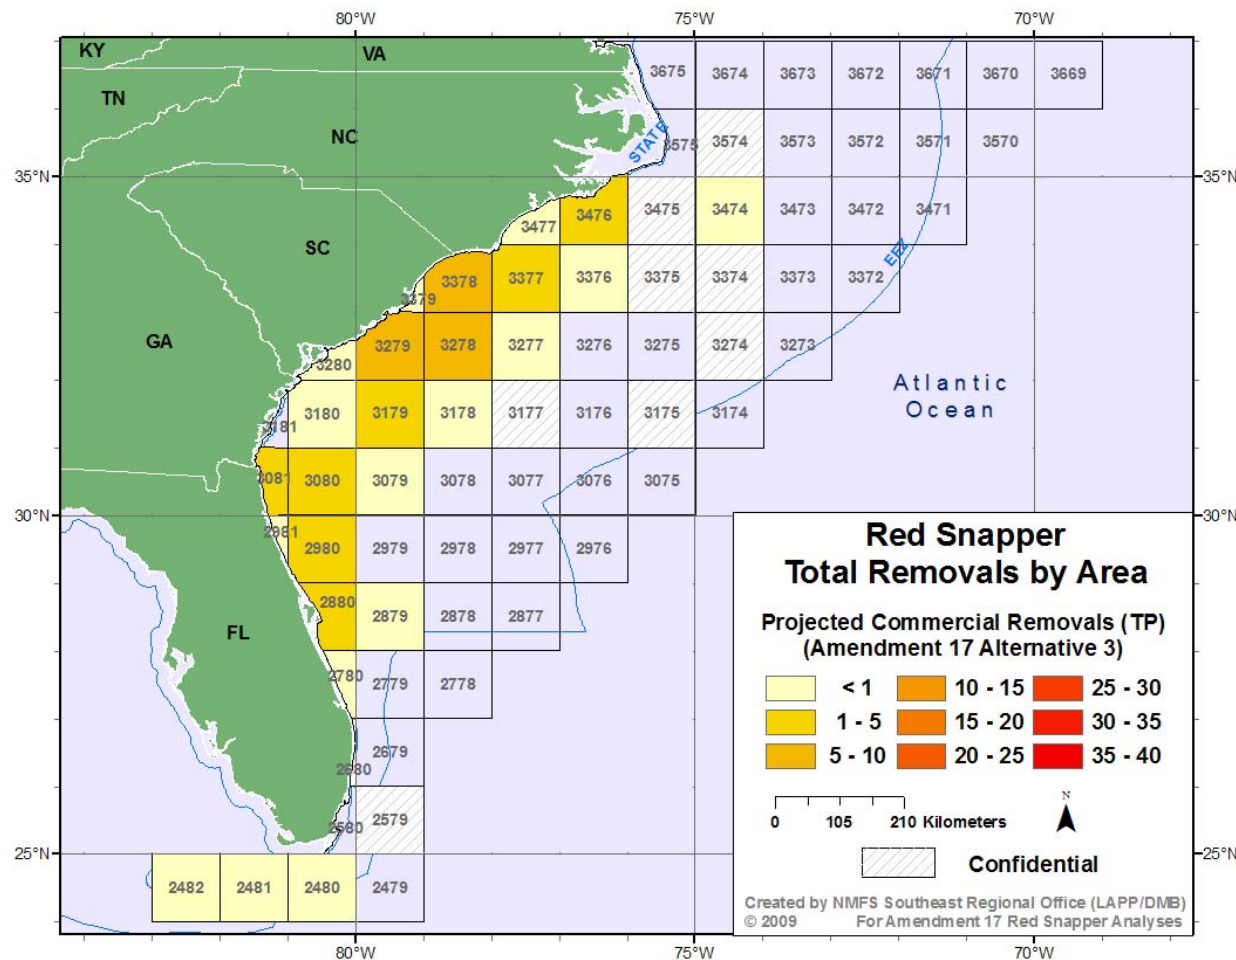 80°W 75°W 70°W
KY
VA
3675 3674 3673 3672 3671 3670 3669
TN
NC
STATE
3575 3574 3573 3572 3571 3570
35°N 35°N
3477 3476 3475 3474 3473 3472 3471
SC
EEZ
3379 3378 3377 3376 3375 3374 3373 3372
GA
3280 3279 3278 3277 3276 3275 3274 3273
Atlantic
Ocean
3181 3180 3179 3178 3177 3176 3175 3174
3081 3080 3079 3078 3077 3076 3075
30°N 30°N
2981 2980 2979 2978 2977 2976
2880 2879 2878 2877
FL
2780 2779 2778
2680 2679
2580 2579
25°N 25°N
2482 2481 2480 2479
Red Snapper
Total Removals by Area
Projected Commercial Removals (TP)
(Amendment 17 Alternative 3)
< 1 10 - 15 25 - 30
1 - 5 15 - 20 30 - 35
5 - 10 20 - 25 35 - 40
N
0 105 210 Kilometers
Confidential
Created by NMFS Southeast Regional Office (LAPP/DMB)
© 2009 For Amendment 17 Red Snapper Analyses
80°W 75°W 70°W